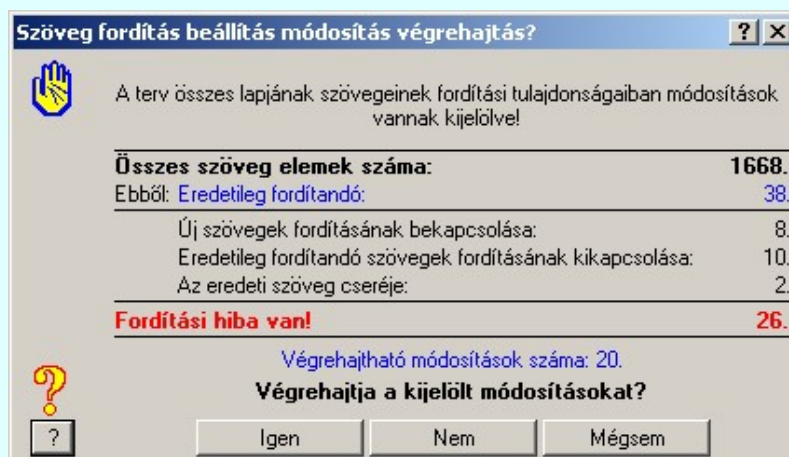 Szöveg fordítás beállítás módosítás végrehajtás?
A terv összes lapjának szövegeinek fordítási tulajdonságaiban módosítások
vannak kijelölve!
Összes szöveg elemek száma: 1668.
Ebből: Eredetileg fordítandó: 38.
Új szövegek fordításának bekapcsolása: 8.
Eredetileg fordítandó szövegek fordításának kikapcsolása: 10.
Az eredeti szöveg cseréje: 2.
Fordítási hiba van! 26.
Végrehajtható módosítások száma: 20.
Végrehajtja a kijelölt módosításokat?
? Igen Nem Mégsem